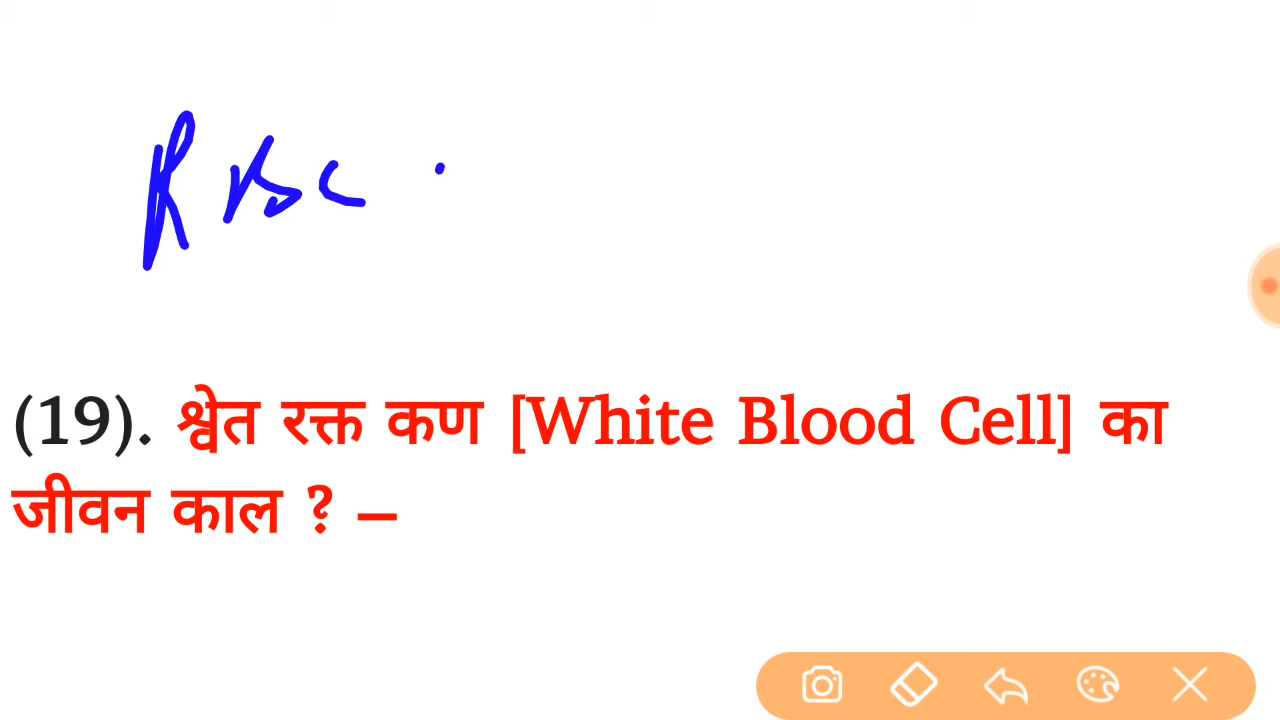 RBC
(19). श्वेत रक्त कण [White Blood Cell] का
जीवन काल ? –